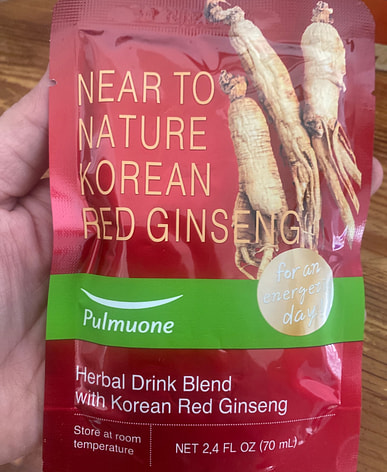 NEAR TO
NATURE
KOREAN
RED GINSENG
for an
energetic
day
Pulmuone
Herbal Drink Blend
with Korean Red Ginseng
Store at room
temperature
NET 2,4 FL OZ (70 mL)